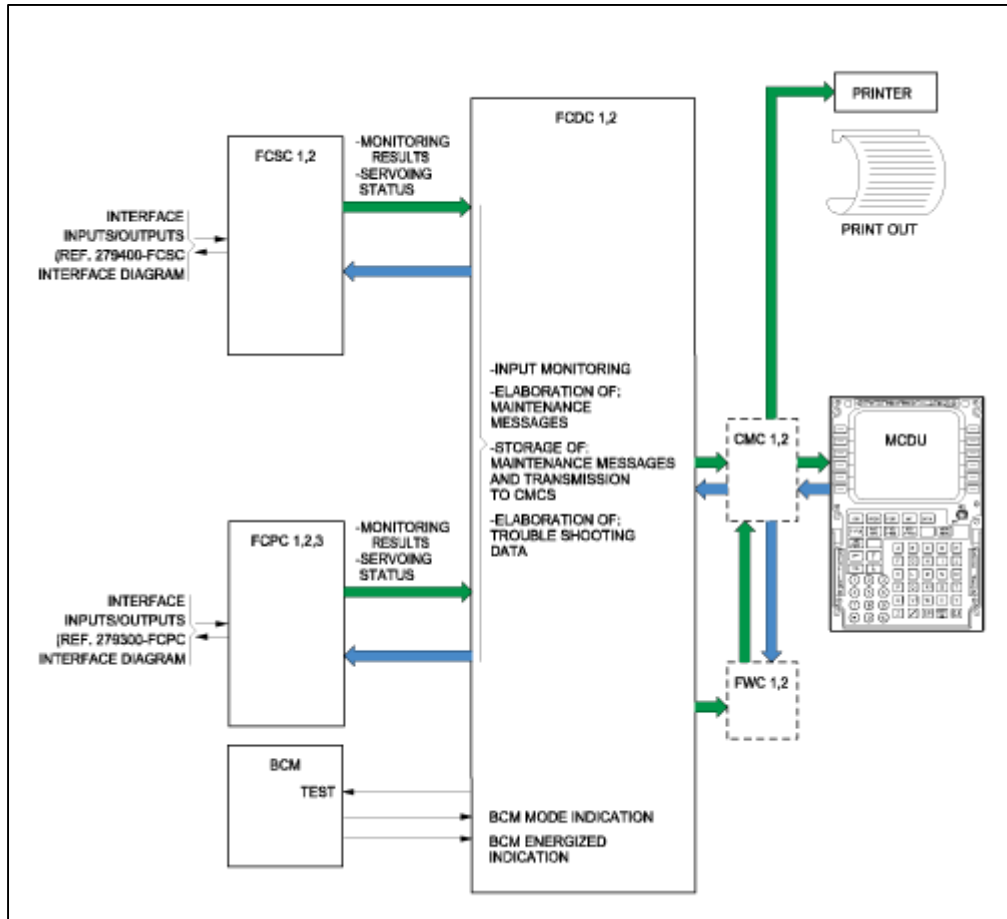 PRINTER
PRINT OUT
FCDC 1,2
FCSC 1,2
-MONITORING
RESULTS
-SERVOING
STATUS
INTERFACE
INPUTS/OUTPUTS
(REF. 279400-FCSC
INTERFACE DIAGRAM
-INPUT MONITORING
-ELABORATION OF;
MAINTENANCE
MESSAGES
-STORAGE OF:
MAINTENANCE MESSAGES
AND TRANSMISSION
TO CMCS
-ELABORATION OF;
TROUBLE SHOOTING
DATA
CMC 1,2
MCDU
FCPC 1,2,3
-MONITORING
RESULTS
-SERVOING
STATUS
INTERFACE
INPUTS/OUTPUTS
(REF. 279300-FCPC
INTERFACE DIAGRAM
FWC 1,2
BCM
TEST
BCM MODE INDICATION
BCM ENERGIZED
INDICATION